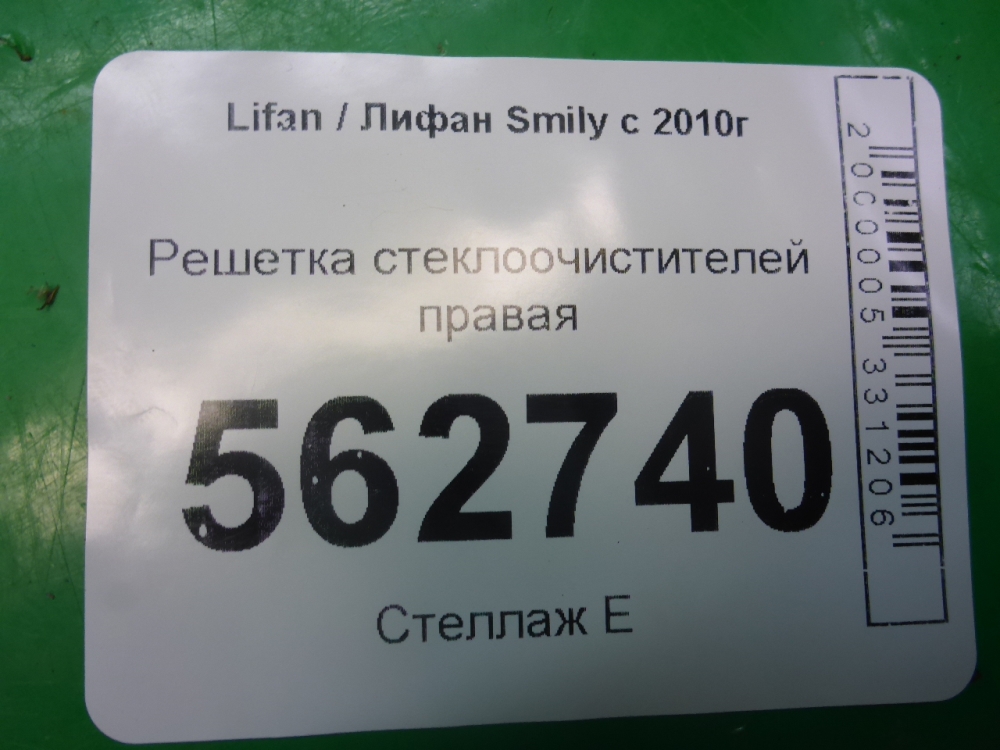 Lifan / Лифан Smily с 2010г
Решетка стеклоочистителей
правая
562740
Стеллаж Е
2000005331206